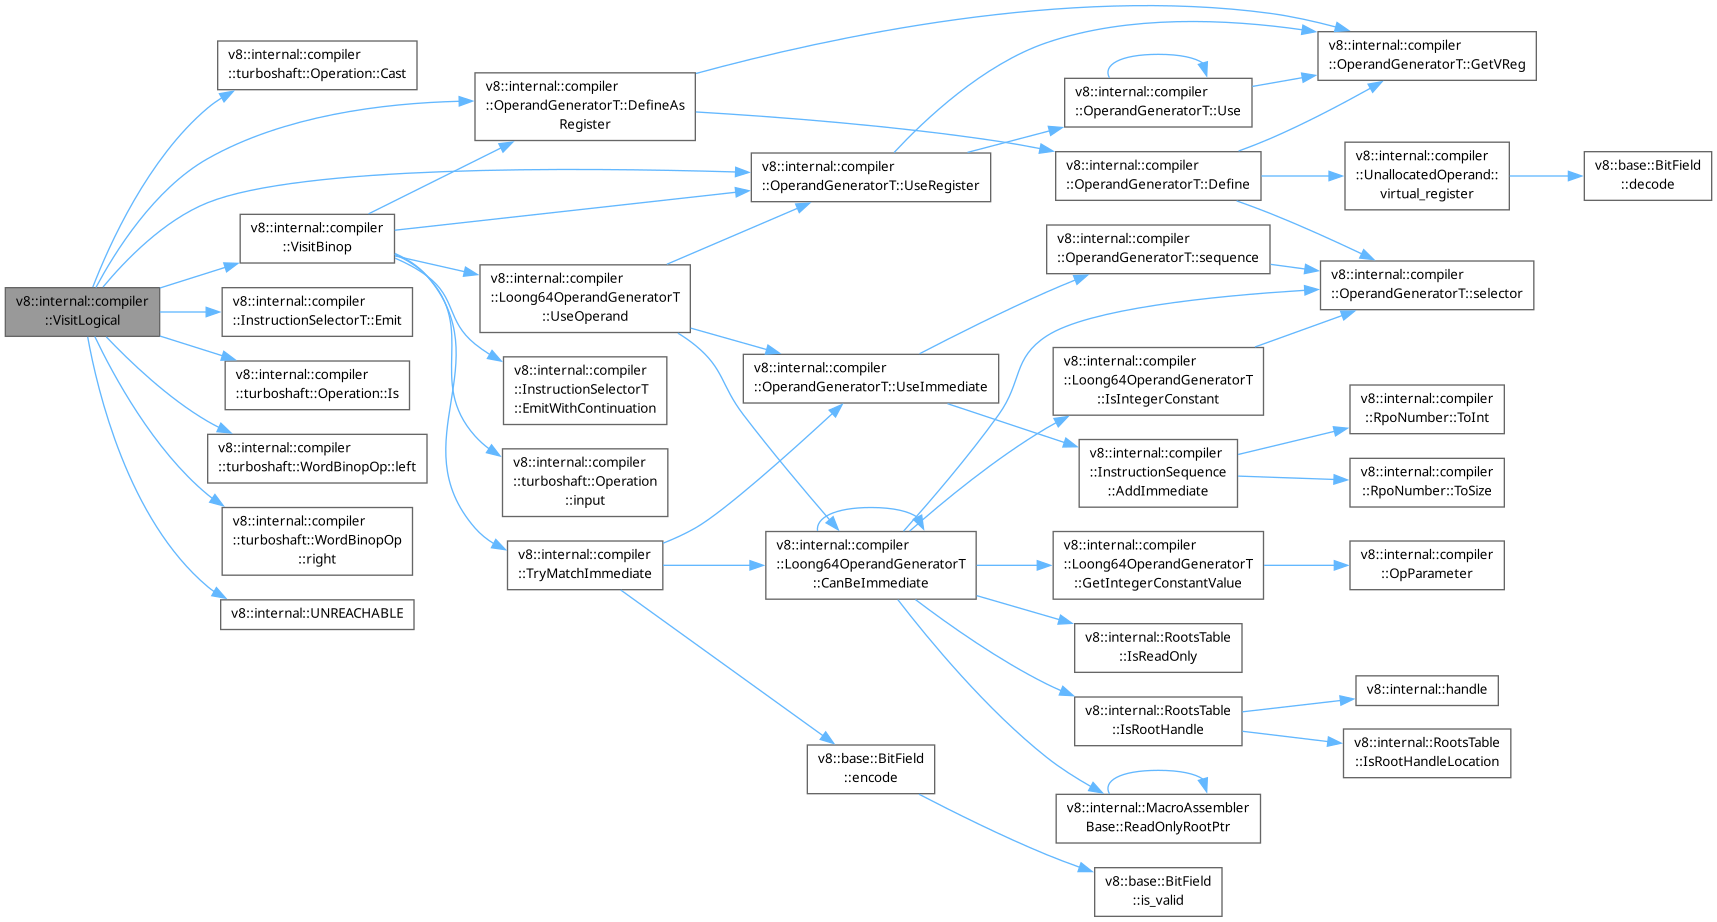 v8::internal::compiler
::VisitLogical
v8::internal::compiler
::turboshaft::Operation::Cast
v8::internal::compiler
::OperandGeneratorT::DefineAs
Register
v8::internal::compiler
::VisitBinop
v8::internal::compiler
::InstructionSelectorT::Emit
v8::internal::compiler
::turboshaft::Operation::Is
v8::internal::compiler
::turboshaft::WordBinopOp::left
v8::internal::compiler
::turboshaft::WordBinopOp
::right
v8::internal::UNREACHABLE
v8::internal::compiler
::Loong64OperandGeneratorT
::UseOperand
v8::internal::compiler
::InstructionSelectorT
::EmitWithContinuation
v8::internal::compiler
::turboshaft::Operation
::input
v8::internal::compiler
::TryMatchImmediate
v8::internal::compiler
::OperandGeneratorT::UseRegister
v8::internal::compiler
::OperandGeneratorT::UseImmediate
v8::internal::compiler
::Loong64OperandGeneratorT
::CanBeImmediate
v8::base::BitField
::encode
v8::internal::compiler
::OperandGeneratorT::Use
v8::internal::compiler
::OperandGeneratorT::Define
v8::internal::compiler
::OperandGeneratorT::sequence
v8::internal::compiler
::Loong64OperandGeneratorT
::IsIntegerConstant
v8::internal::compiler
::InstructionSequence
::AddImmediate
v8::internal::compiler
::Loong64OperandGeneratorT
::GetIntegerConstantValue
v8::internal::RootsTable
::IsReadOnly
v8::internal::RootsTable
::IsRootHandle
v8::internal::MacroAssembler
Base::ReadOnlyRootPtr
v8::base::BitField
::is_valid
v8::internal::compiler
::OperandGeneratorT::GetVReg
v8::internal::compiler
::UnallocatedOperand::
virtual_register
v8::internal::compiler
::OperandGeneratorT::selector
v8::internal::compiler
::RpoNumber::ToInt
v8::internal::compiler
::RpoNumber::ToSize
v8::internal::compiler
::OpParameter
v8::internal::handle
v8::internal::RootsTable
::IsRootHandleLocation
v8::base::BitField
::decode